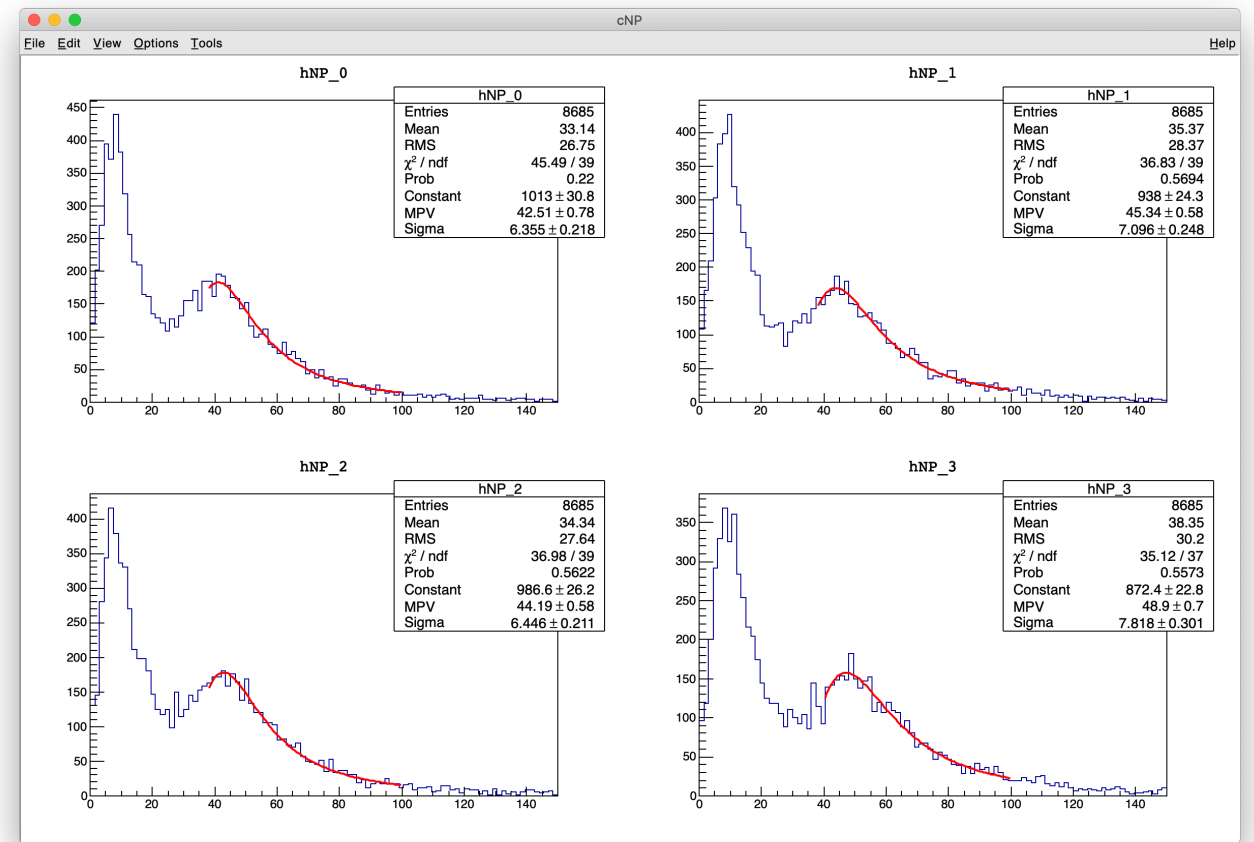 cNP
File Edit View Options Tools Help
hNP_0
hNP_0
Entries 8685
Mean 33.14
RMS 26.75
χ² / ndf 45.49 / 39
Prob 0.22
Constant 1013 ± 30.8
MPV 42.51 ± 0.78
Sigma 6.355 ± 0.218
450
400
350
300
250
200
150
100
50
0
0 20 40 60 80 100 120 140
hNP_1
hNP_1
Entries 8685
Mean 35.37
RMS 28.37
χ² / ndf 36.83 / 39
Prob 0.5694
Constant 938 ± 24.3
MPV 45.34 ± 0.58
Sigma 7.096 ± 0.248
400
350
300
250
200
150
100
50
0
0 20 40 60 80 100 120 140
hNP_2
hNP_2
Entries 8685
Mean 34.34
RMS 27.64
χ² / ndf 36.98 / 39
Prob 0.5622
Constant 986.6 ± 26.2
MPV 44.19 ± 0.58
Sigma 6.446 ± 0.211
400
350
300
250
200
150
100
50
0
0 20 40 60 80 100 120 140
hNP_3
hNP_3
Entries 8685
Mean 38.35
RMS 30.2
χ² / ndf 35.12 / 37
Prob 0.5573
Constant 872.4 ± 22.8
MPV 48.9 ± 0.7
Sigma 7.818 ± 0.301
350
300
250
200
150
100
50
0
0 20 40 60 80 100 120 140